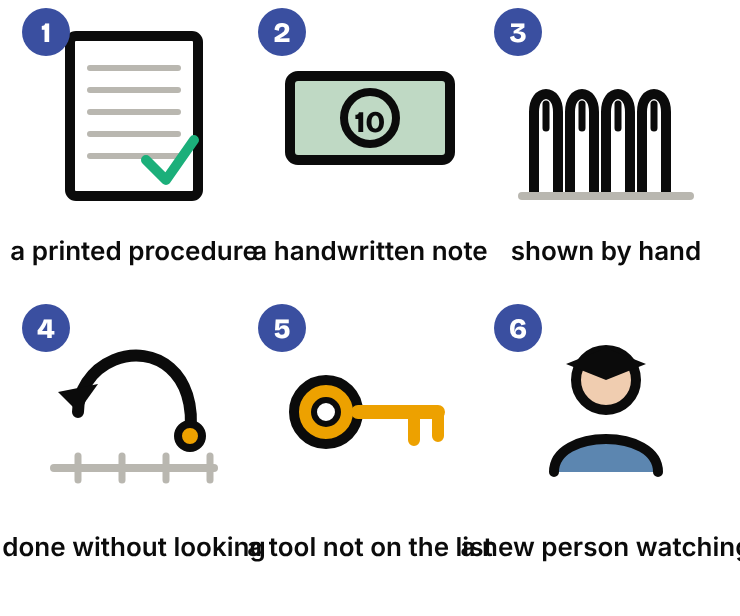 1
2
10
3
a printed procedure
a handwritten note
shown by hand
4
5
6
done without looking
a tool not on the list
a new person watching